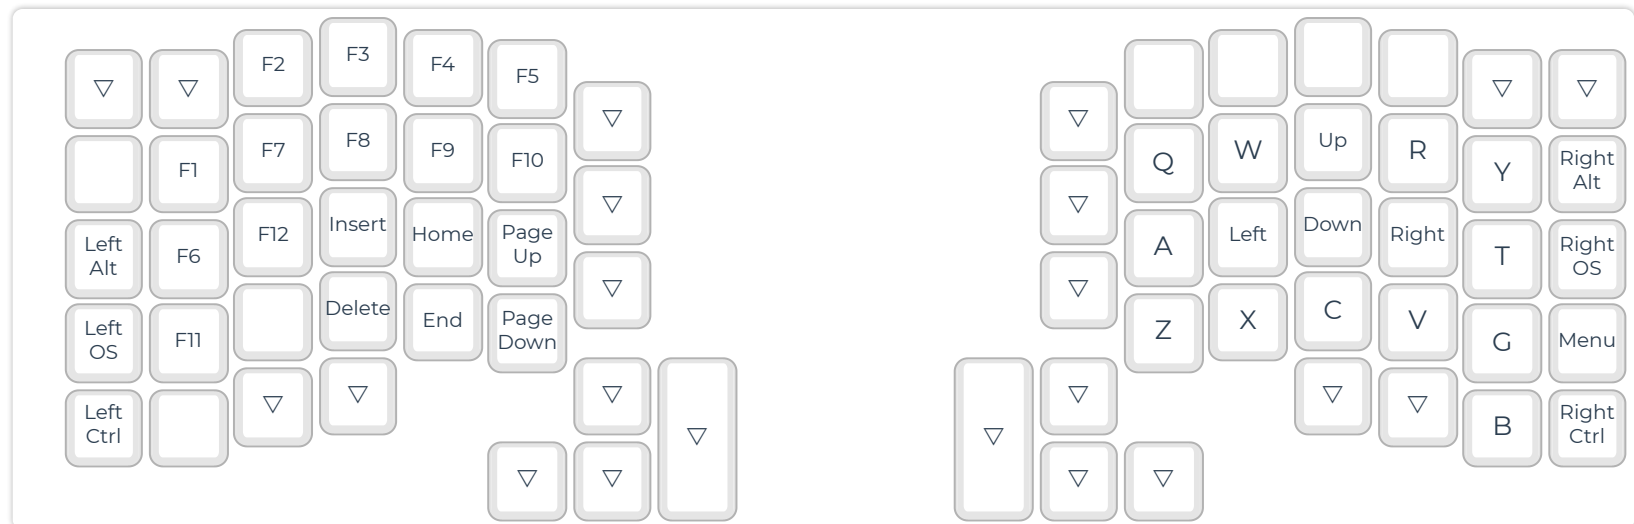 F2 F3 F4 F5
F1 F7 F8 F9 F10 Q W Up R Y Right
Alt
Left
Alt F6 F12 Insert Home Page
Up A Left Down Right T Right
OS
Left
OS F11 Delete End Page
Down Z X C V G Menu
Left
Ctrl B Right
Ctrl